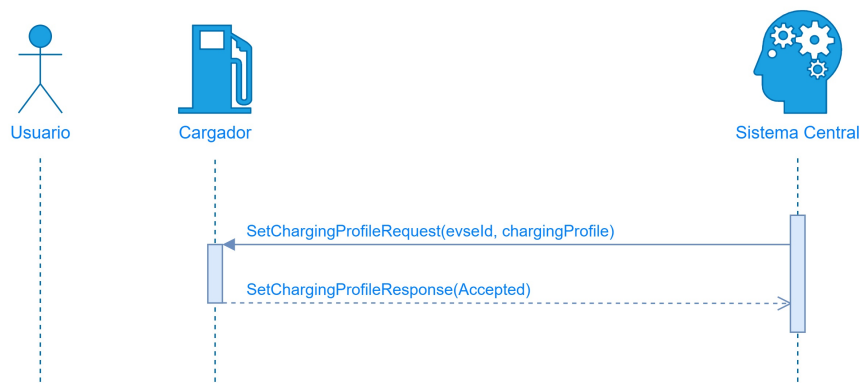 Usuario
Cargador
Sistema Central
SetChargingProfileRequest(evseId, chargingProfile)
SetChargingProfileResponse(Accepted)